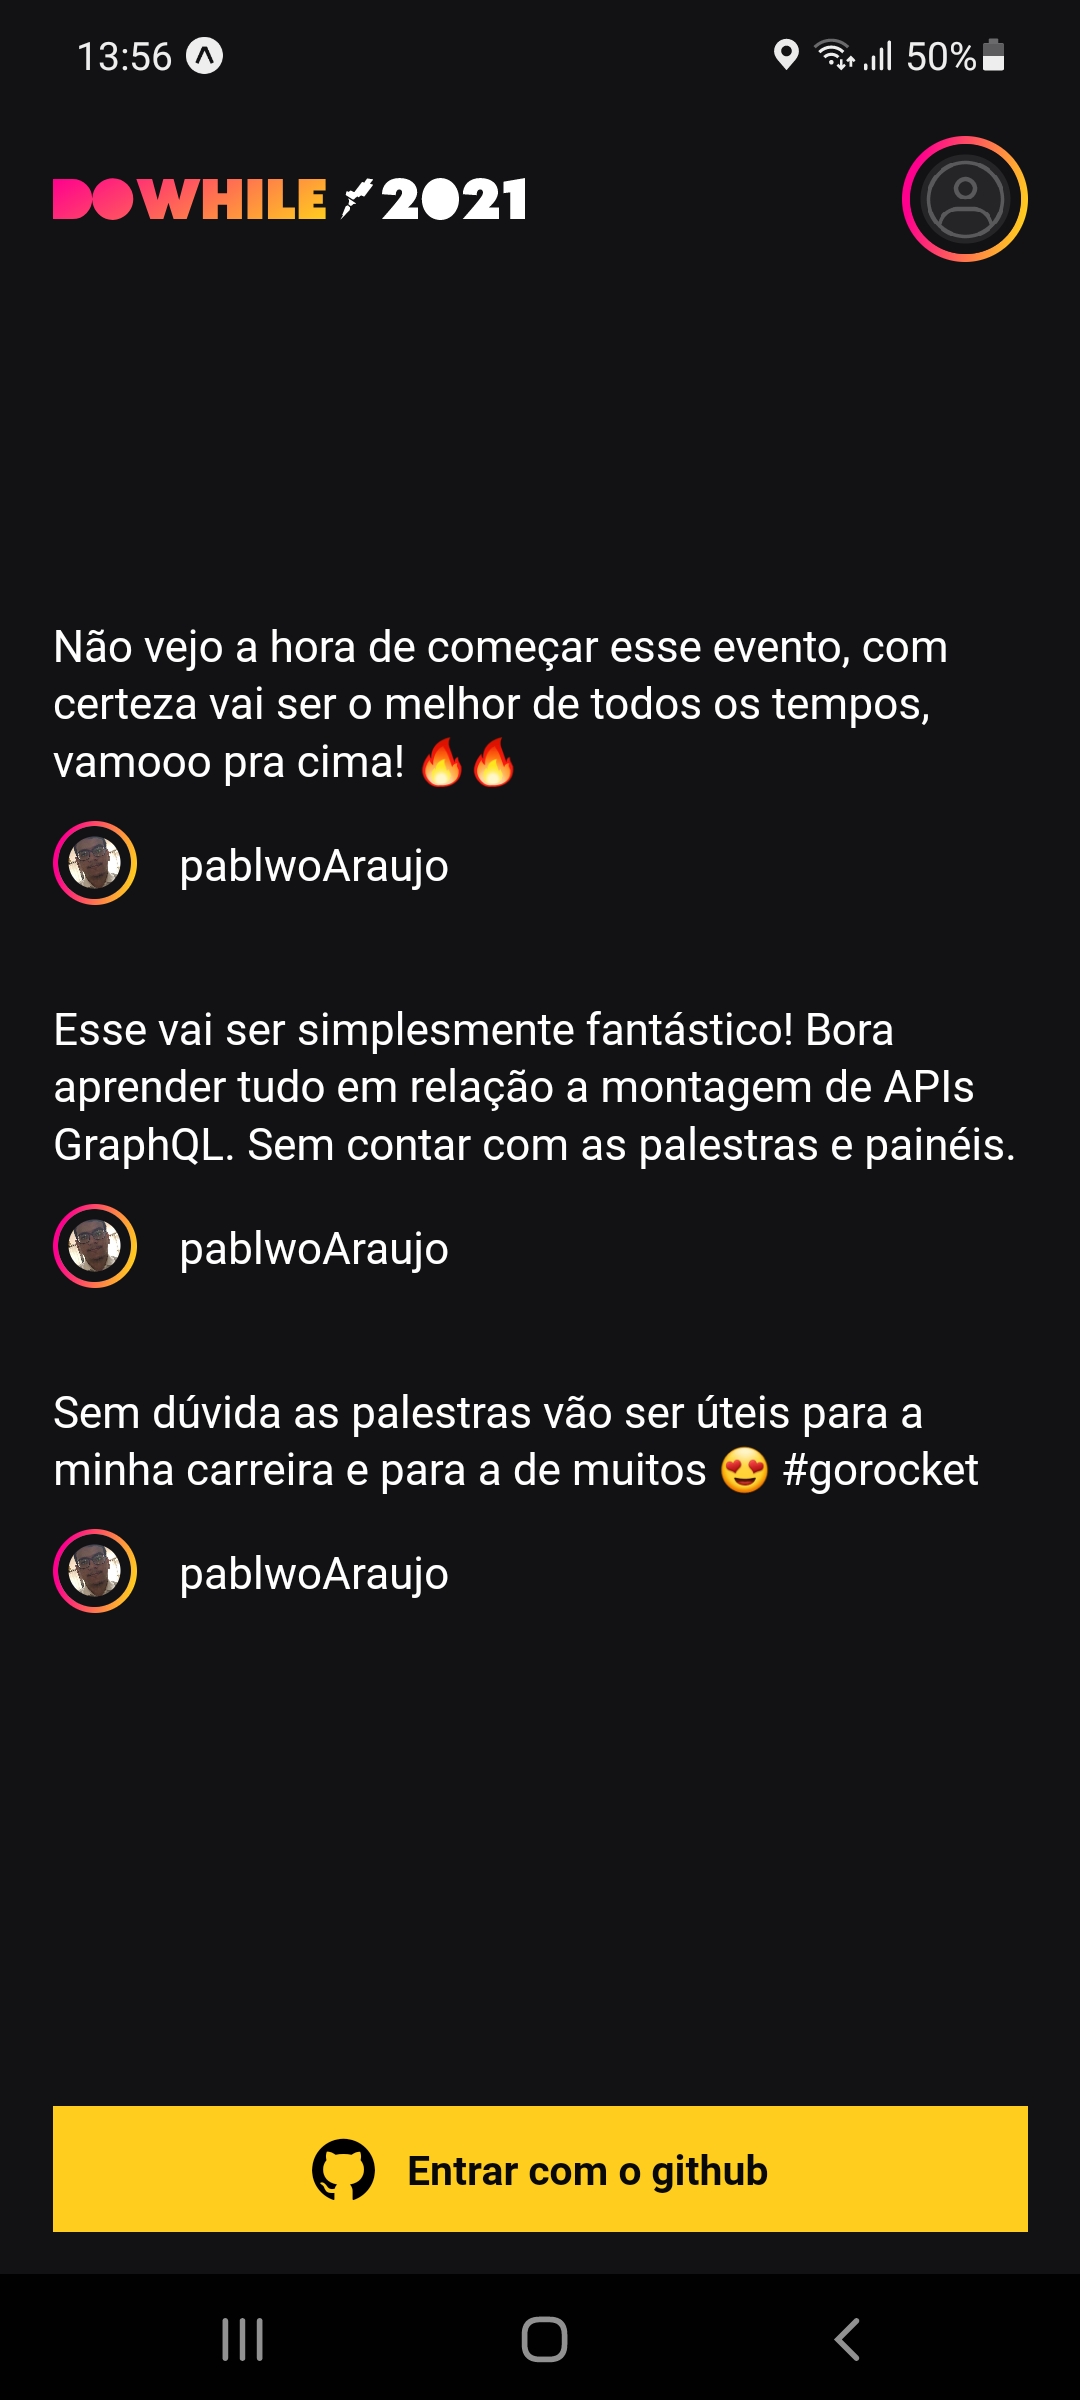 13:56 50%
DOWHILE 2021
Não vejo a hora de começar esse evento, com
certeza vai ser o melhor de todos os tempos,
vamooo pra cima! 🔥🔥
pablwoAraujo
Esse vai ser simplesmente fantástico! Bora
aprender tudo em relação a montagem de APIs
GraphQL. Sem contar com as palestras e painéis.
pablwoAraujo
Sem dúvida as palestras vão ser úteis para a
minha carreira e para a de muitos 😍 #gorocket
pablwoAraujo
Entrar com o github